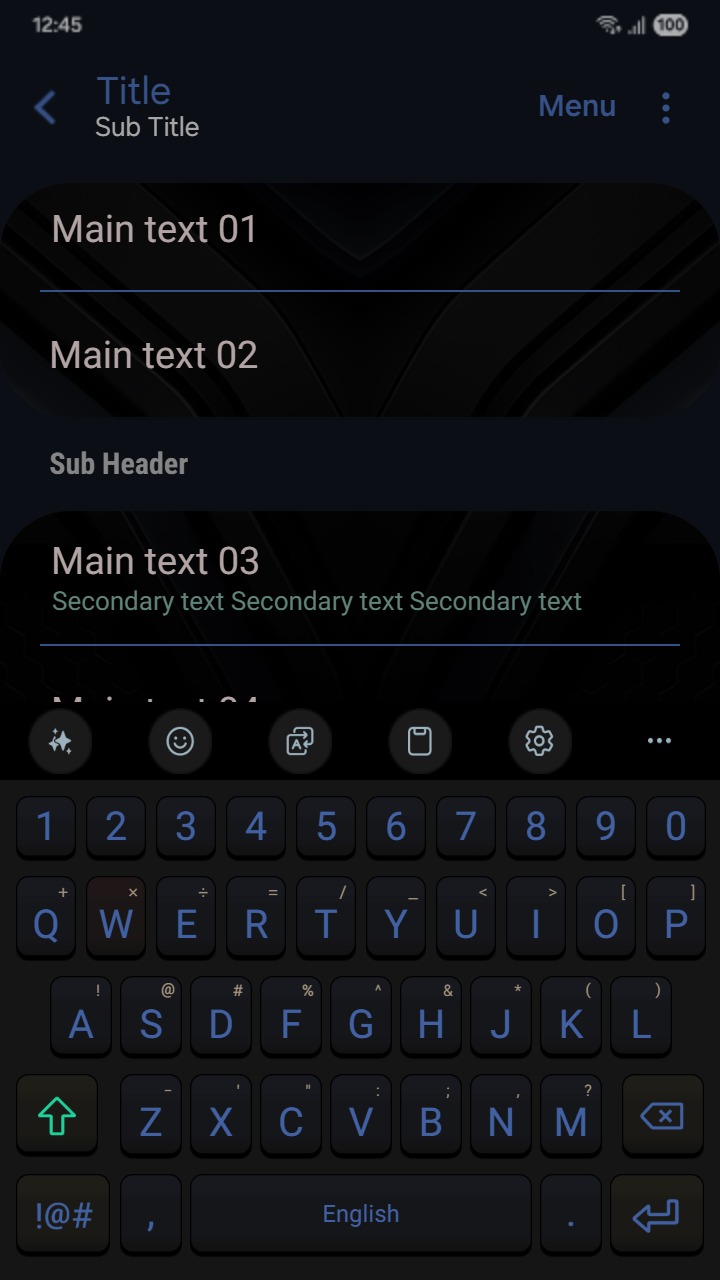 12:45
100
Title
Sub Title
Menu
Main text 01
Main text 02
Sub Header
Main text 03
Secondary text Secondary text Secondary text
1 2 3 4 5 6 7 8 9 0
+ × ÷ = / _ < > [ ]
Q W E R T Y U I O P
! @ # % ^ & * ( )
A S D F G H J K L
- ' " : ; , ?
Z X C V B N M
!@# , English .